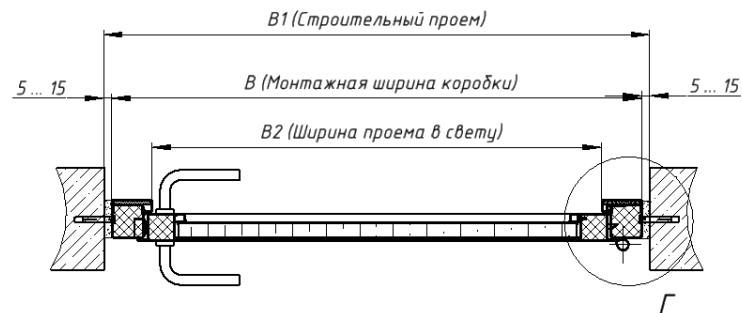 B1 (Строительный проем)
5 ... 15
B (Монтажная ширина коробки)
5 ... 15
B2 (Ширина проема в свету)
Г